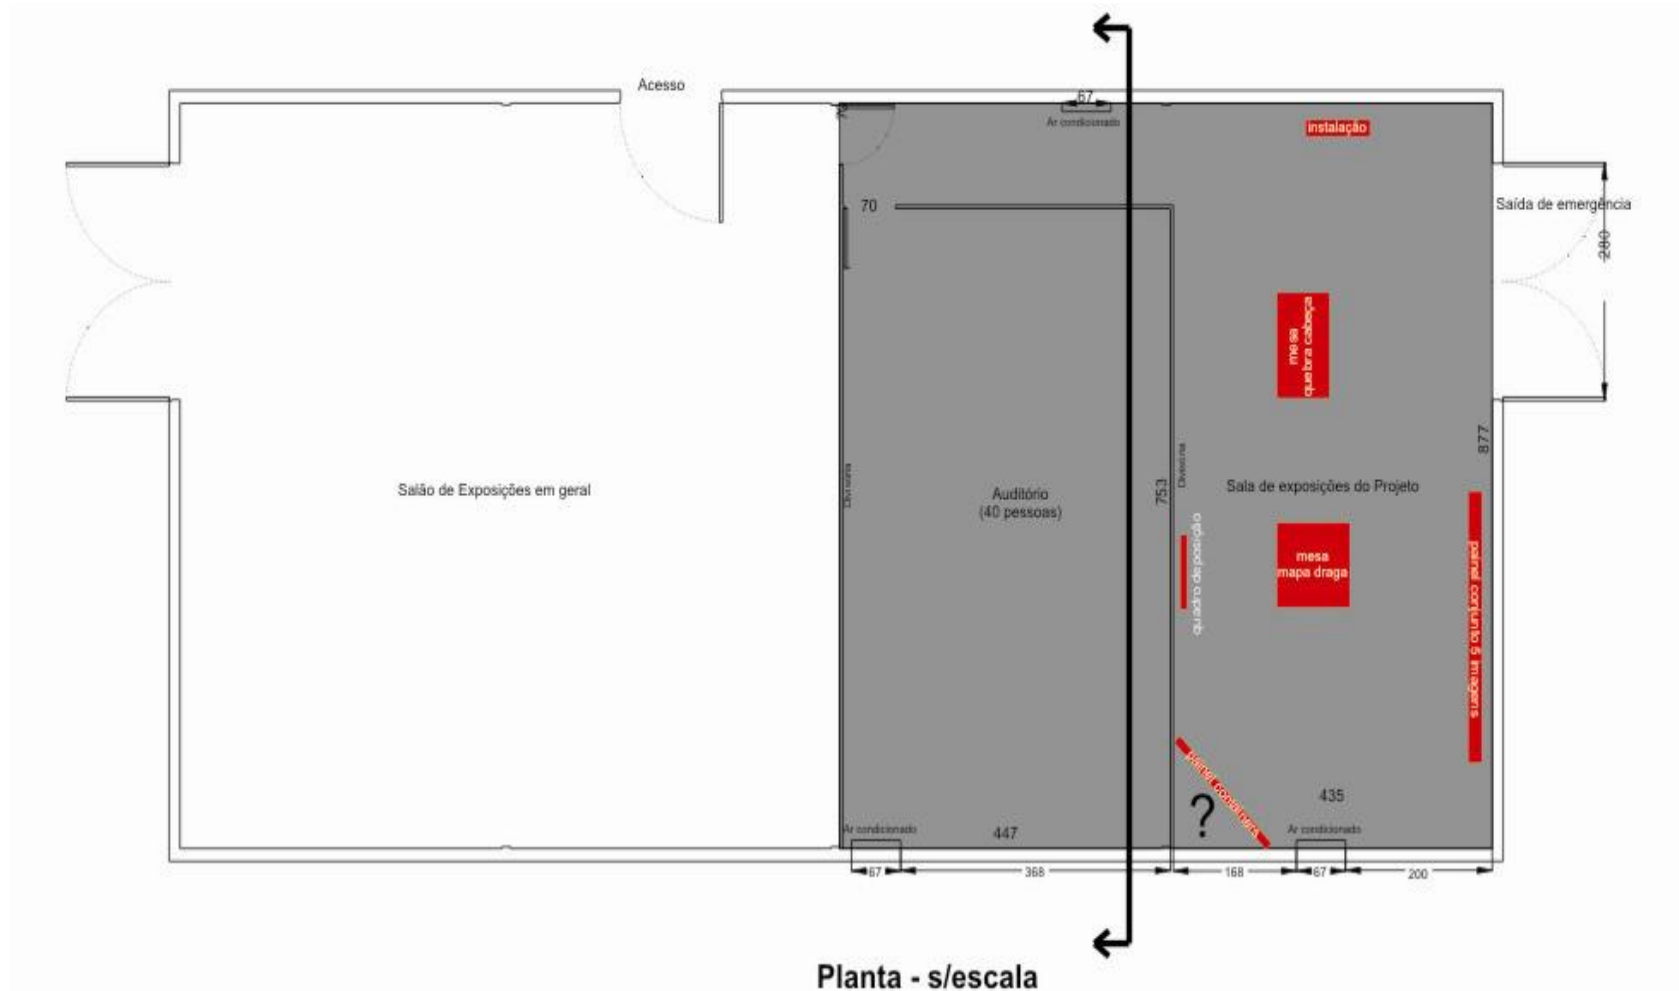 Acesso
67
Ar condicionado
instalação
70
Saída de emergência
280
mesa
quebra cabeça
877
Divisória
Salão de Exposições em geral
Auditório
(40 pessoas)
753
Divisória
Sala de exposições do Projeto
quadro deposição
mesa
mapa draga
painel conjunto 5 imagens
?
435
Ar condicionado
447
Ar condicionado
67
368
168
67
200
Planta - s/escala